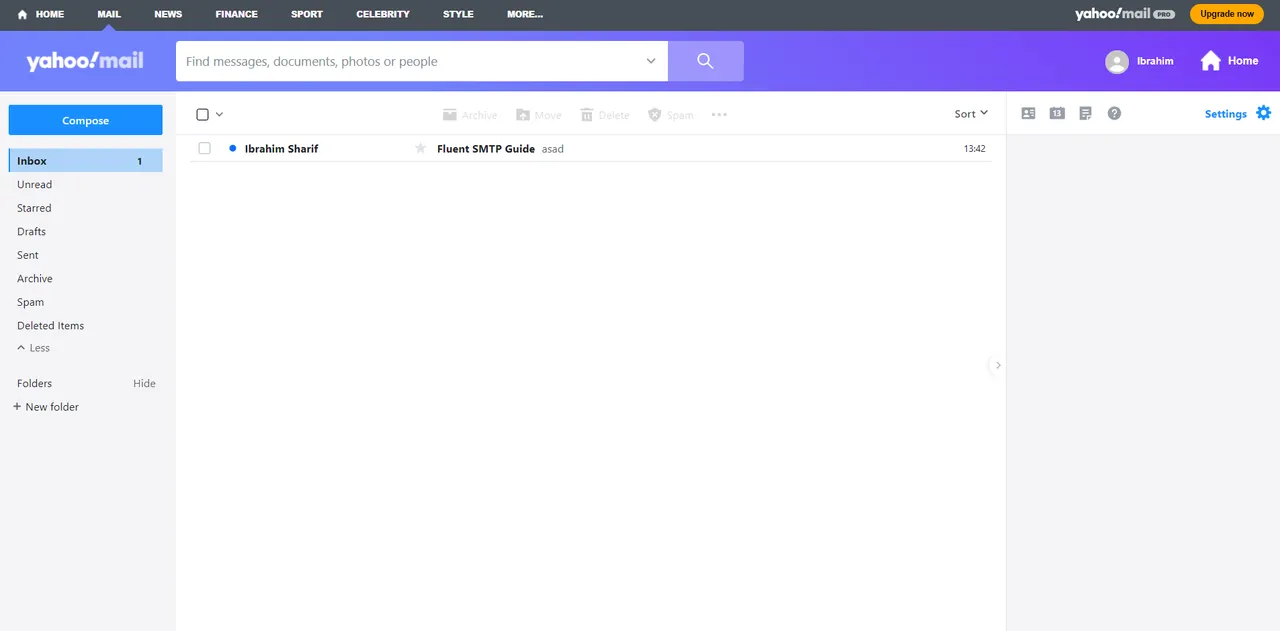 HOME MAIL NEWS FINANCE SPORT CELEBRITY STYLE MORE... yahoo!mail PRO Upgrade now
yahoo!mail Find messages, documents, photos or people Ibrahim Home
Compose
Archive Move Delete Spam Sort
13 Settings
Inbox 1
Unread
Starred
Drafts
Sent
Archive
Spam
Deleted Items
Less
Folders Hide
+ New folder
Ibrahim Sharif Fluent SMTP Guide asad 13:42